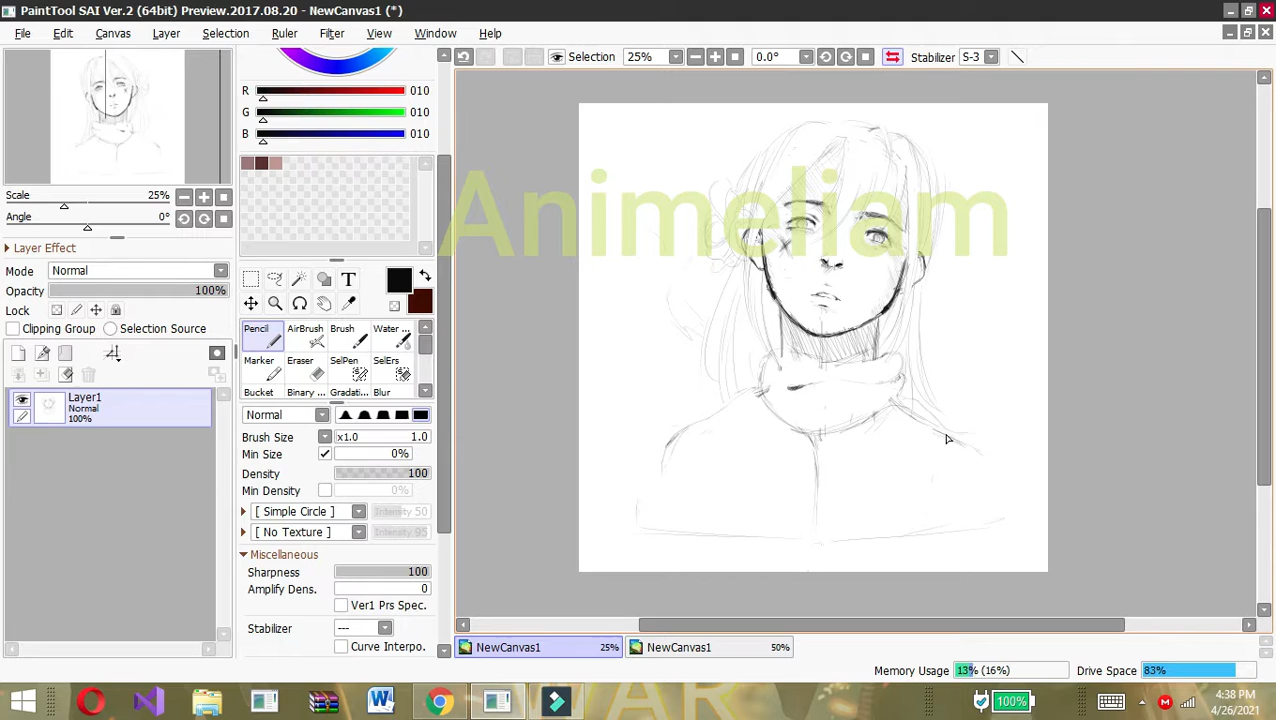 PaintTool SAI Ver.2 (64bit) Preview.2017.08.20 - NewCanvas1 (*)
File Edit Canvas Layer Selection Ruler Filter View Window Help
Selection 25% 0.0° Stabilizer S-3
R 010
G 010
B 010
Scale 25%
Angle 0°
Layer Effect
Mode Normal
Opacity 100%
Lock
Clipping Group Selection Source
Layer1
Normal
100%
T
Pencil AirBrush Brush Water
Marker Eraser SelPen SelErs
Bucket Binary Gradati Blur
Normal
Brush Size x1.0 1.0
Min Size 0%
Density 100
Min Density 0%
[ Simple Circle ] Intensity 50
[ No Texture ] Intensity 95
Miscellaneous
Sharpness 100
Amplify Dens. 0
Ver1 Prs Spec.
Stabilizer ---
Curve Interpo.
Animeliam
NewCanvas1 25% NewCanvas1 50%
Memory Usage 13% (16%) Drive Space 83%
AR
100%
4:38 PM
4/26/2021